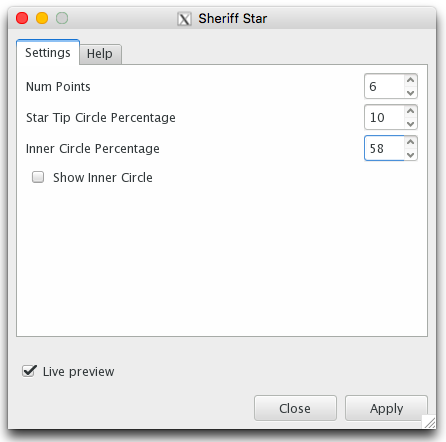 Sheriff Star
Settings Help
Num Points 6
Star Tip Circle Percentage 10
Inner Circle Percentage 58
Show Inner Circle
Live preview
Close Apply